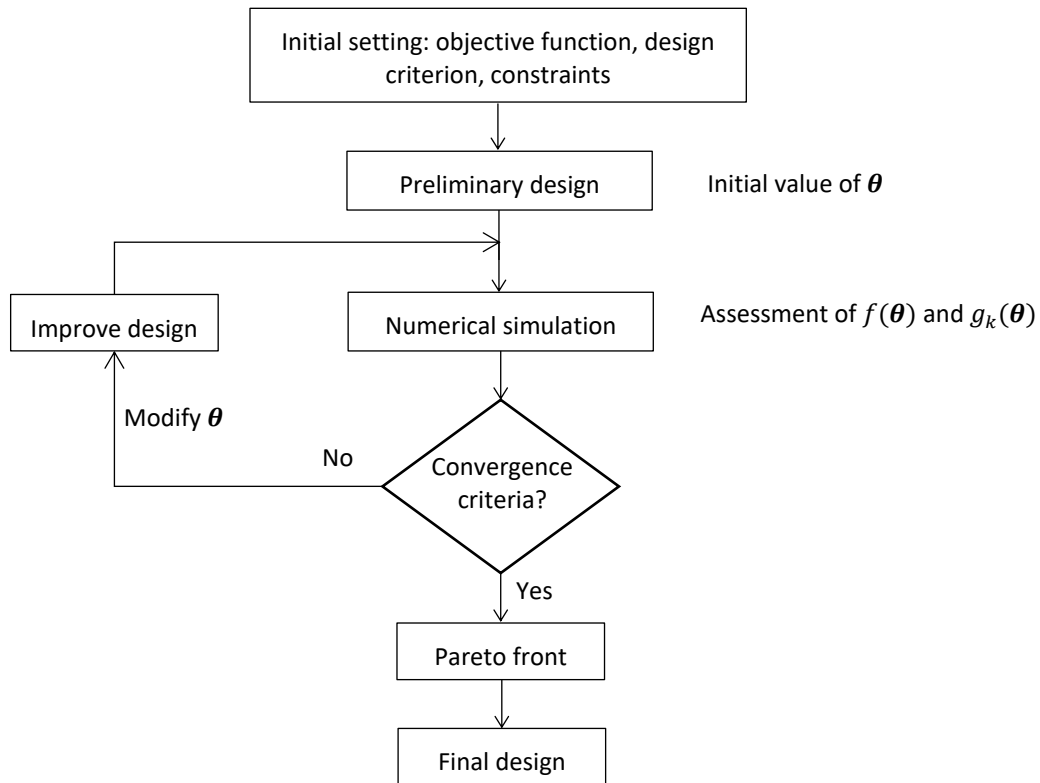 Initial setting: objective function, design
criterion, constraints
Preliminary design
Initial value of 𝜽
Improve design
Numerical simulation
Assessment of 𝑓(𝜽) and 𝑔ₖ(𝜽)
Modify 𝜽
No
Convergence
criteria?
Yes
Pareto front
Final design